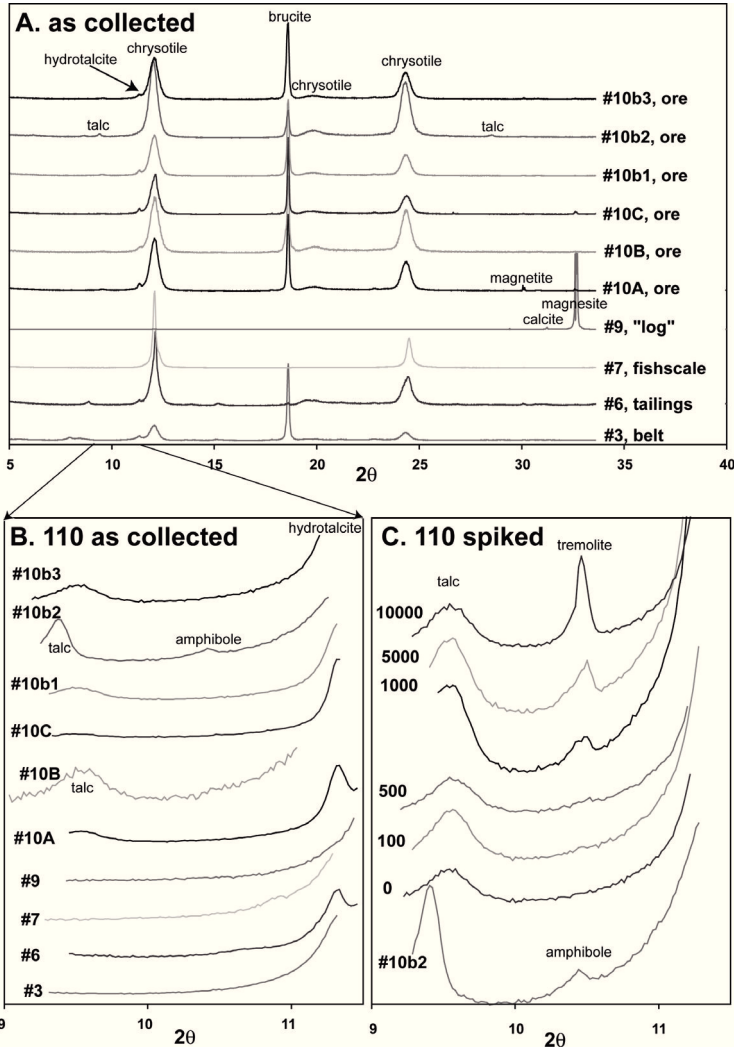 A. as collected
brucite
chrysotile
hydrotalcite
chrysotile
chrysotile
#10b3, ore
talc
talc
#10b2, ore
#10b1, ore
#10C, ore
#10B, ore
magnetite
#10A, ore
magnesite
calcite
#9, "log"
#7, fishscale
#6, tailings
#3, belt
5 10 15 20 25 30 35 40
2θ
B. 110 as collected
hydrotalcite
#10b3
#10b2
talc
amphibole
#10b1
#10C
#10B
talc
#10A
#9
#7
#6
#3
9 10 11
2θ
C. 110 spiked
tremolite
talc
10000
5000
1000
500
100
0
#10b2
amphibole
9 10 11
2θ